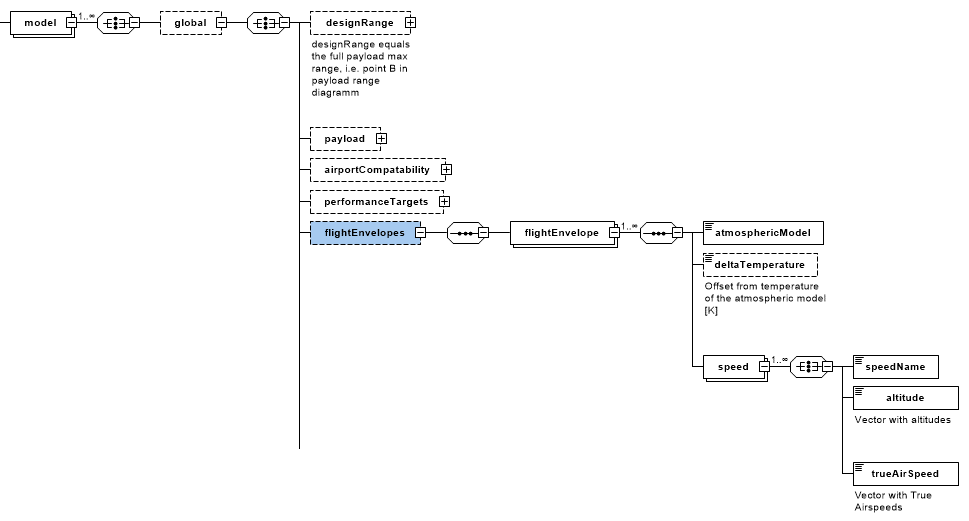 model
1..∞
global
designRange
designRange equals
the full payload max
range, i.e. point B in
payload range
diagramm
payload
airportCompatability
performanceTargets
flightEnvelopes
flightEnvelope
1..∞
atmosphericModel
deltaTemperature
Offset from temperature
of the atmospheric model
[K]
speed
1..∞
speedName
altitude
Vector with altitudes
trueAirSpeed
Vector with True
Airspeeds